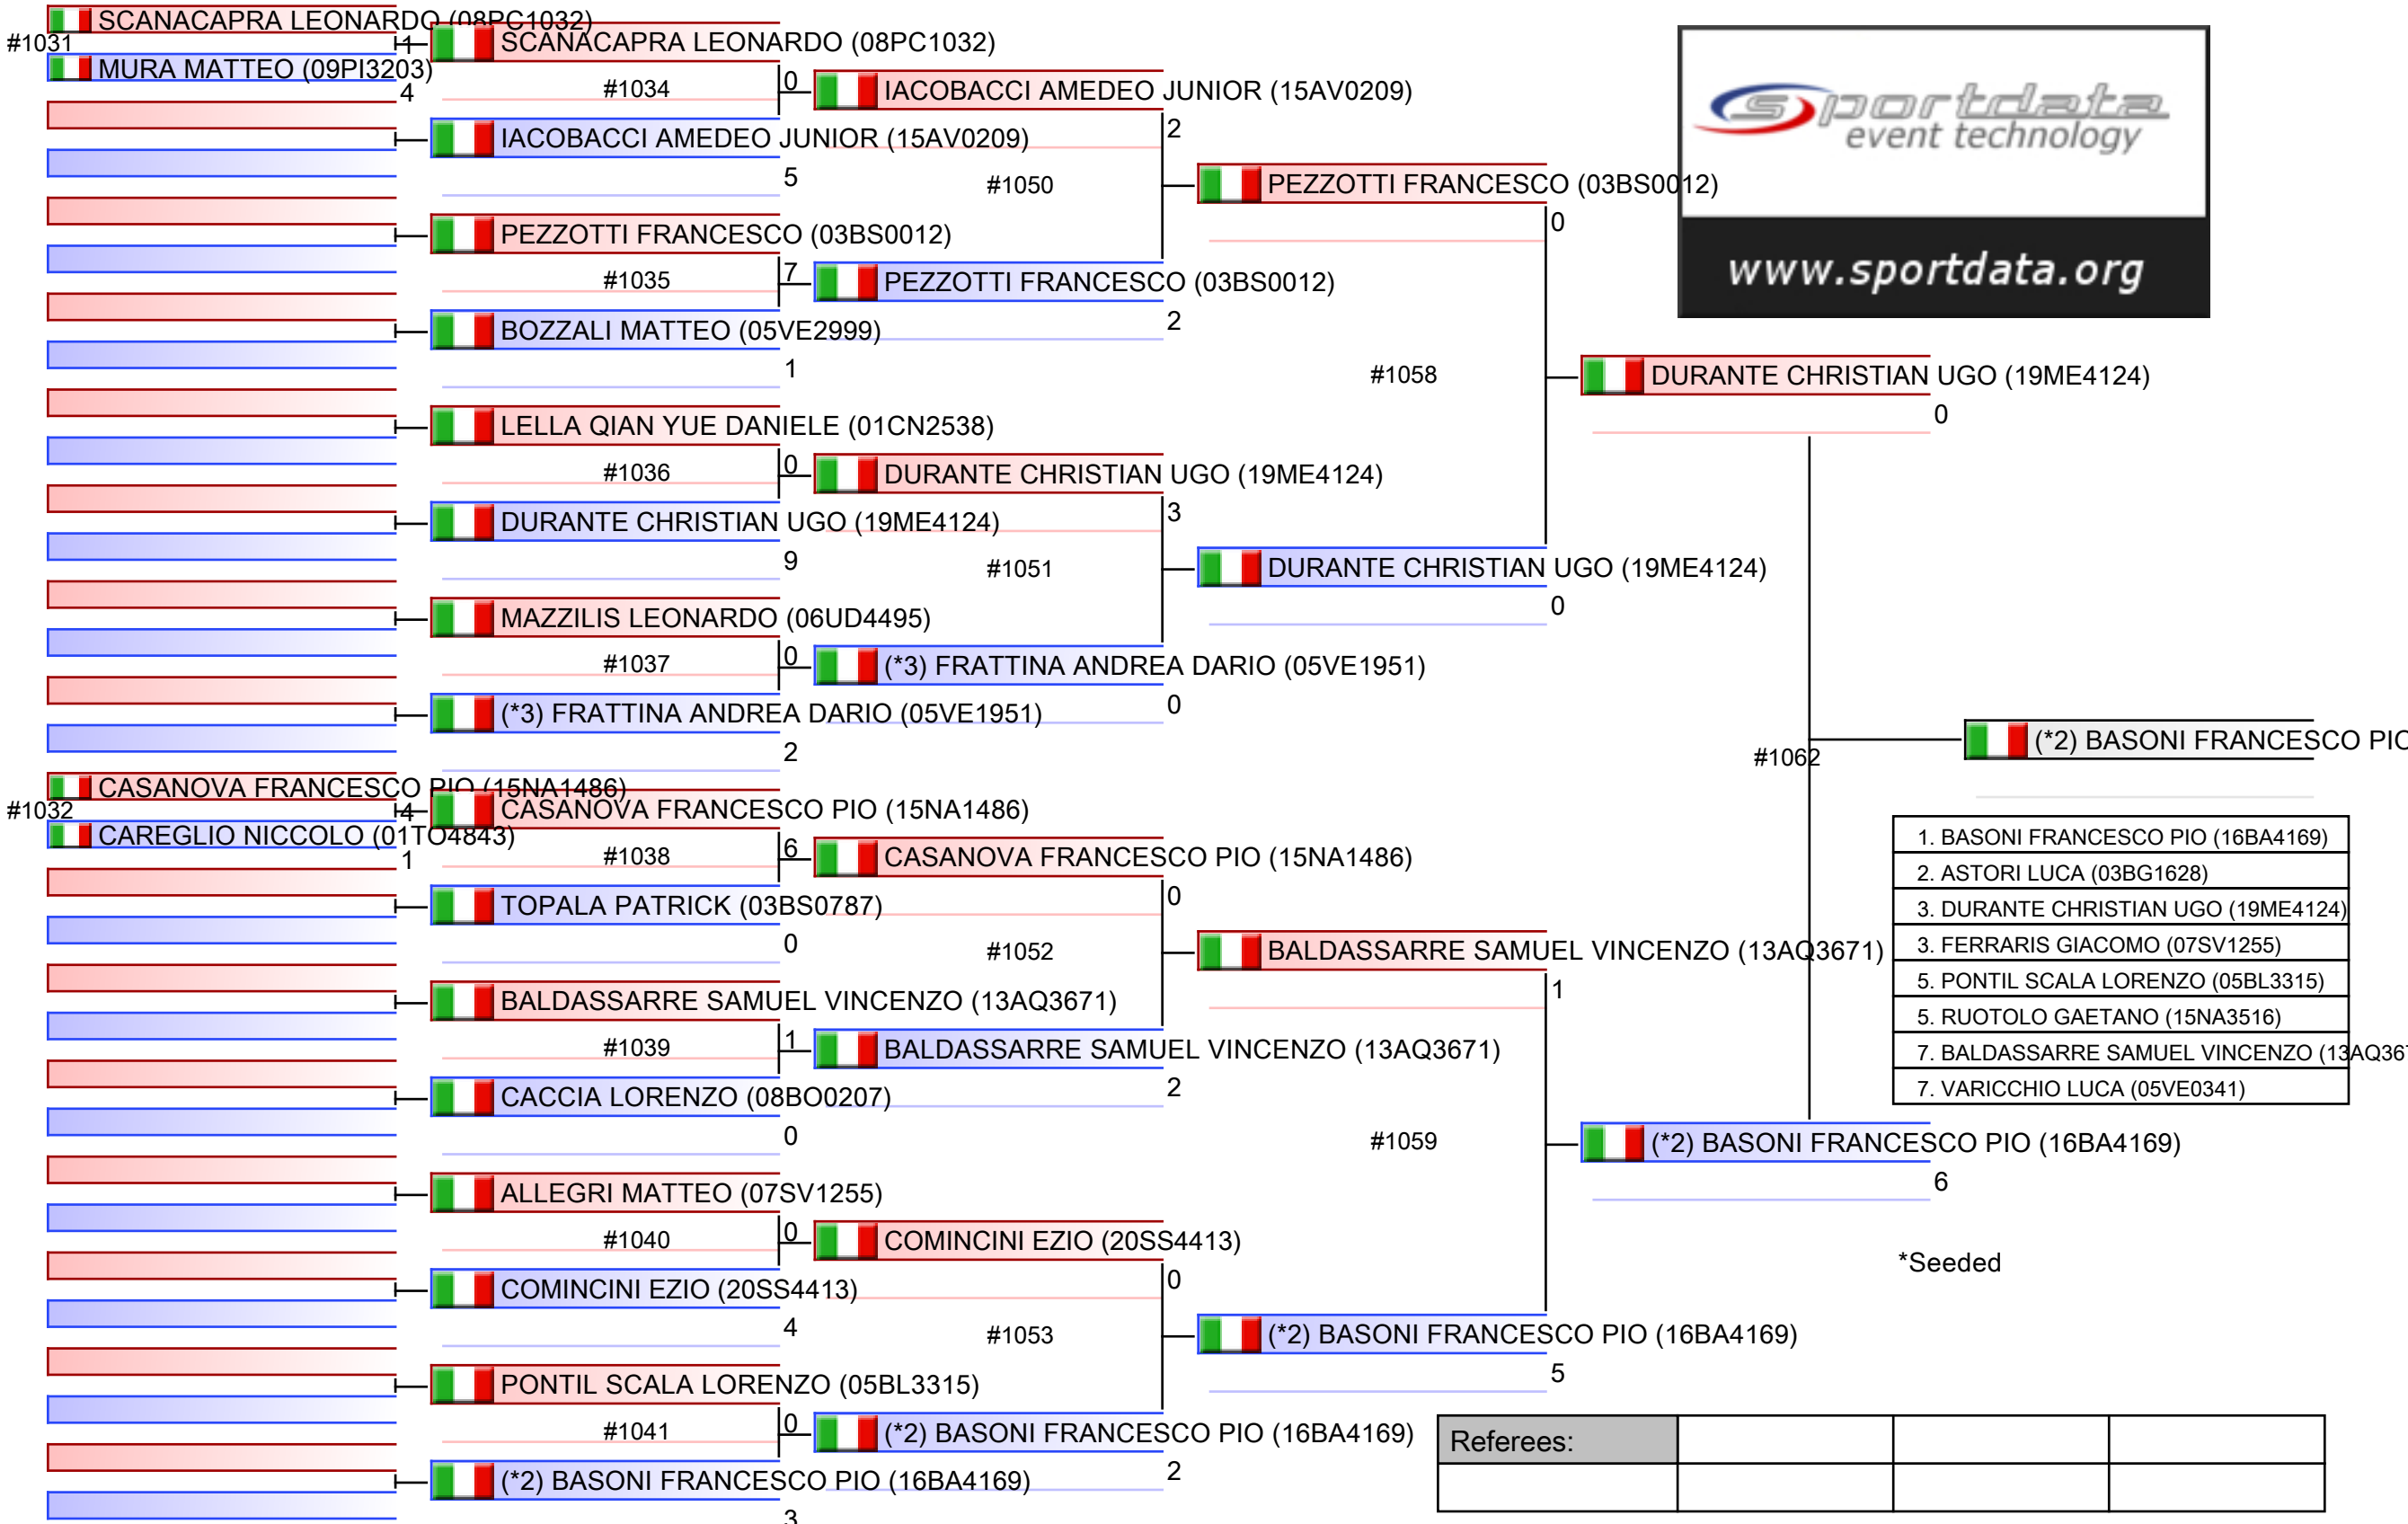 SCANACAPRA LEONARDO (08PC1032)
#1031
1
MURA MATTEO (09PI3203)
4
SCANACAPRA LEONARDO (08PC1032)
#1034
0
IACOBACCI AMEDEO JUNIOR (15AV0209)
5
IACOBACCI AMEDEO JUNIOR (15AV0209)
2
#1050
PEZZOTTI FRANCESCO (03BS0012)
0
PEZZOTTI FRANCESCO (03BS0012)
#1035
7
PEZZOTTI FRANCESCO (03BS0012)
2
BOZZALI MATTEO (05VE2999)
1
#1058
DURANTE CHRISTIAN UGO (19ME4124)
0
LELLA QIAN YUE DANIELE (01CN2538)
#1036
0
DURANTE CHRISTIAN UGO (19ME4124)
3
DURANTE CHRISTIAN UGO (19ME4124)
9
#1051
DURANTE CHRISTIAN UGO (19ME4124)
0
MAZZILIS LEONARDO (06UD4495)
#1037
0
(*3) FRATTINA ANDREA DARIO (05VE1951)
0
(*3) FRATTINA ANDREA DARIO (05VE1951)
2
#1062
(*2) BASONI FRANCESCO PIO
CASANOVA FRANCESCO PIO (15NA1486)
#1032
4
CAREGLIO NICCOLO (01TO4843)
1
CASANOVA FRANCESCO PIO (15NA1486)
#1038
6
CASANOVA FRANCESCO PIO (15NA1486)
0
TOPALA PATRICK (03BS0787)
0
#1052
BALDASSARRE SAMUEL VINCENZO (13AQ3671)
1
BALDASSARRE SAMUEL VINCENZO (13AQ3671)
#1039
1
BALDASSARRE SAMUEL VINCENZO (13AQ3671)
2
CACCIA LORENZO (08BO0207)
0
#1059
(*2) BASONI FRANCESCO PIO (16BA4169)
6
ALLEGRI MATTEO (07SV1255)
#1040
0
COMINCINI EZIO (20SS4413)
0
COMINCINI EZIO (20SS4413)
4
#1053
(*2) BASONI FRANCESCO PIO (16BA4169)
5
PONTIL SCALA LORENZO (05BL3315)
#1041
0
(*2) BASONI FRANCESCO PIO (16BA4169)
2
(*2) BASONI FRANCESCO PIO (16BA4169)
3
sportdata
event technology
www.sportdata.org
1. BASONI FRANCESCO PIO (16BA4169)
2. ASTORI LUCA (03BG1628)
3. DURANTE CHRISTIAN UGO (19ME4124)
3. FERRARIS GIACOMO (07SV1255)
5. PONTIL SCALA LORENZO (05BL3315)
5. RUOTOLO GAETANO (15NA3516)
7. BALDASSARRE SAMUEL VINCENZO (13AQ367
7. VARICCHIO LUCA (05VE0341)
*Seeded
Referees: